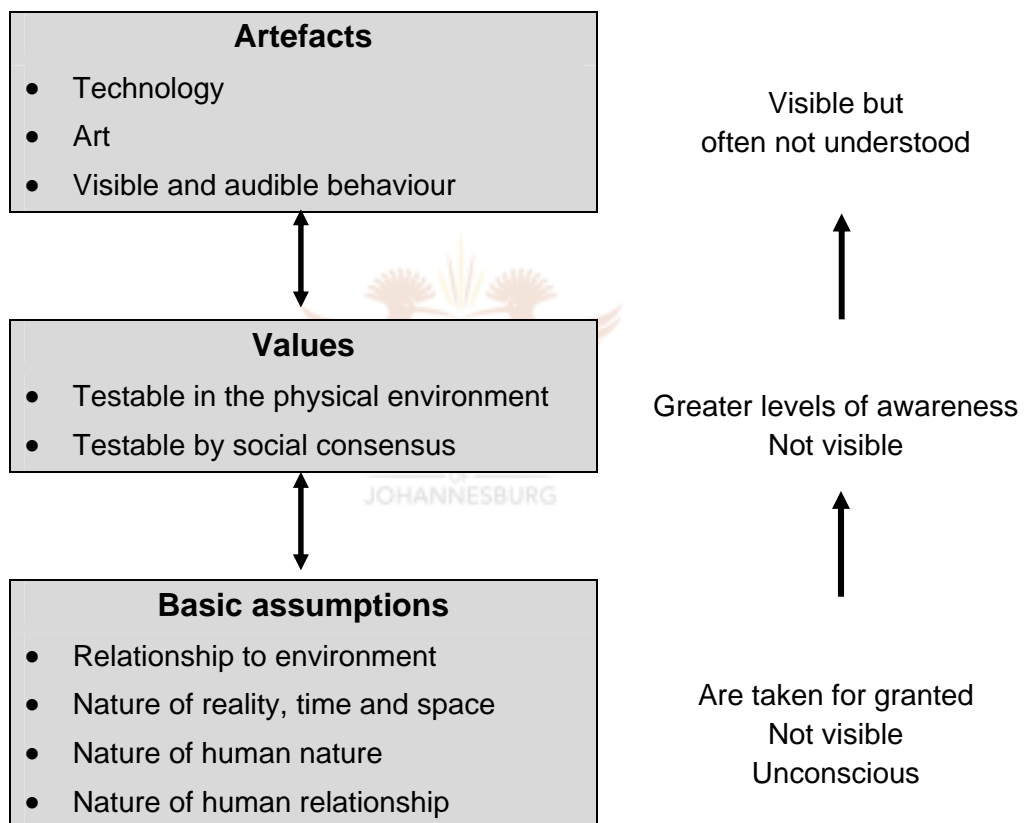 Artefacts
• Technology
• Art
• Visible and audible behaviour
Visible but
often not understood
Values
• Testable in the physical environment
• Testable by social consensus
Greater levels of awareness
Not visible
OF
JOHANNESBURG
Basic assumptions
• Relationship to environment
• Nature of reality, time and space
• Nature of human nature
• Nature of human relationship
Are taken for granted
Not visible
Unconscious